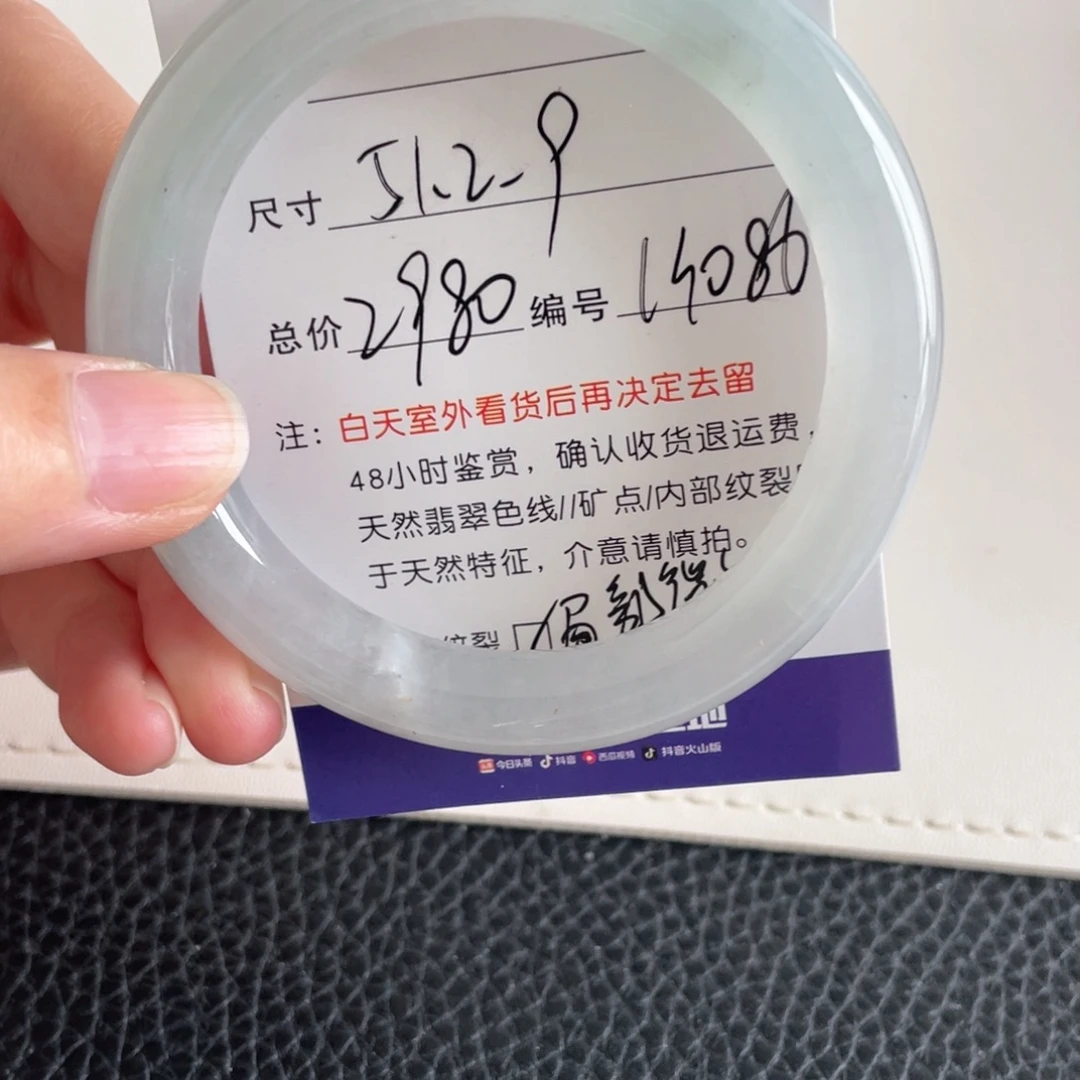 尺寸 51.2-9
总价 2980 编号 14086
注：白天室外看货后再决定去留
48小时鉴赏，确认收货退运费，
天然翡翠色线//矿点/内部纹裂
于天然特征，介意请慎拍。
纹裂
今日头条 抖音 西瓜视频 抖音火山版